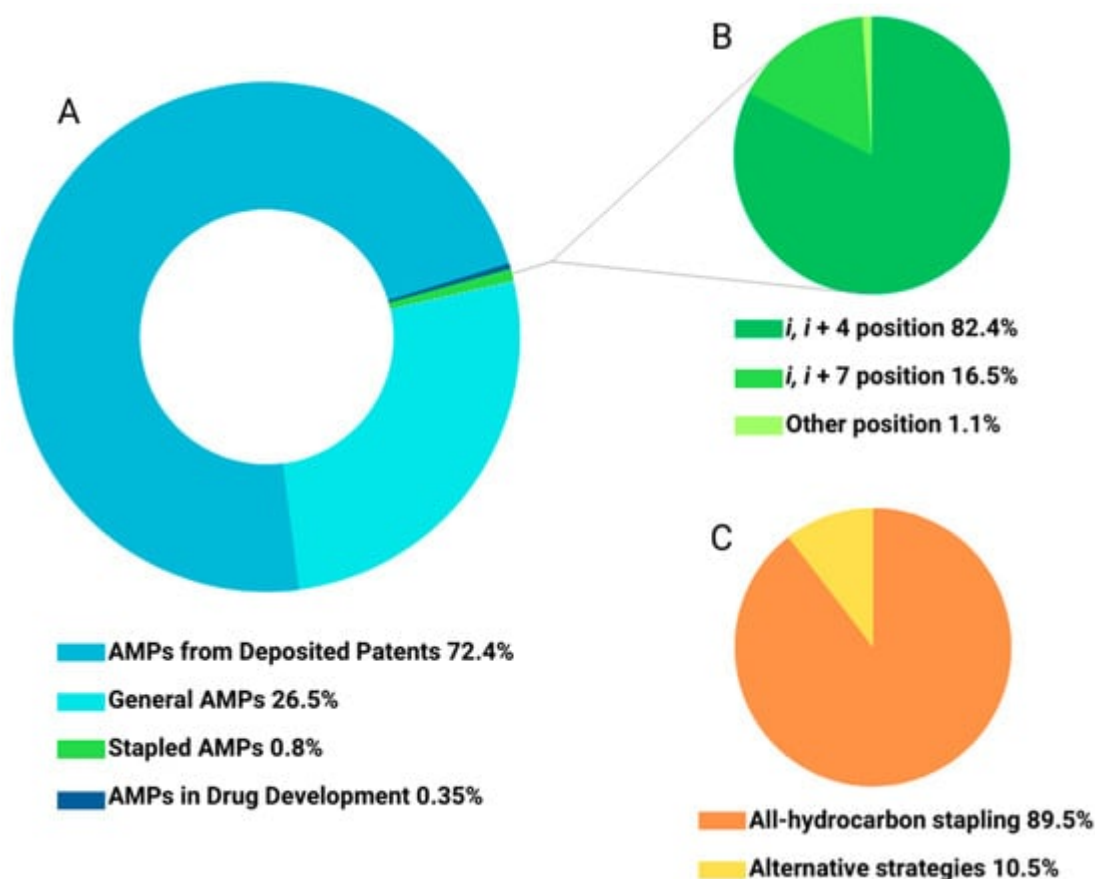 A
AMPs from Deposited Patents 72.4%
General AMPs 26.5%
Stapled AMPs 0.8%
AMPs in Drug Development 0.35%
B
i, i + 4 position 82.4%
i, i + 7 position 16.5%
Other position 1.1%
C
All-hydrocarbon stapling 89.5%
Alternative strategies 10.5%